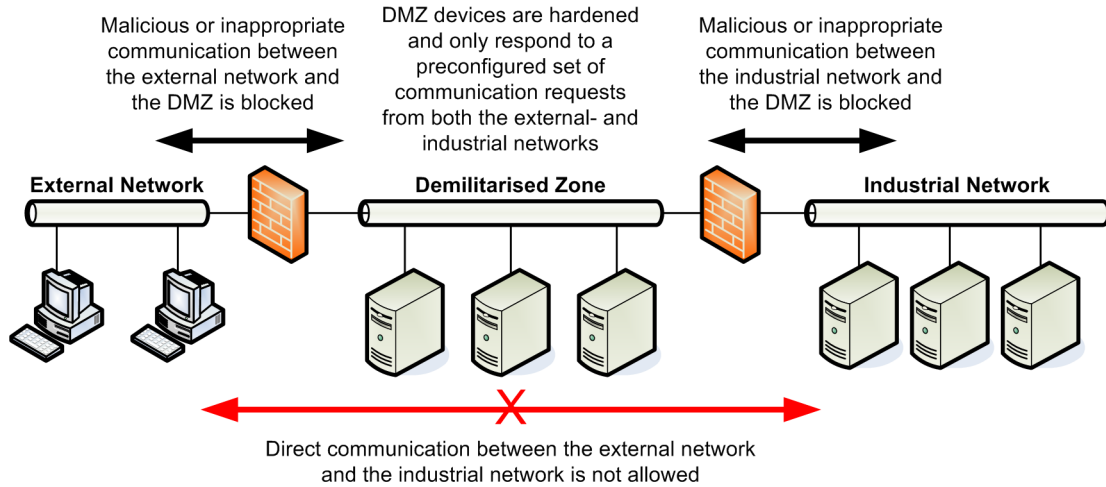 Malicious or inappropriate
communication between
the external network and
the DMZ is blocked
DMZ devices are hardened
and only respond to a
preconfigured set of
communication requests
from both the external- and
industrial networks
Malicious or inappropriate
communication between
the industrial network and
the DMZ is blocked
External Network
Demilitarised Zone
Industrial Network
X
Direct communication between the external network
and the industrial network is not allowed